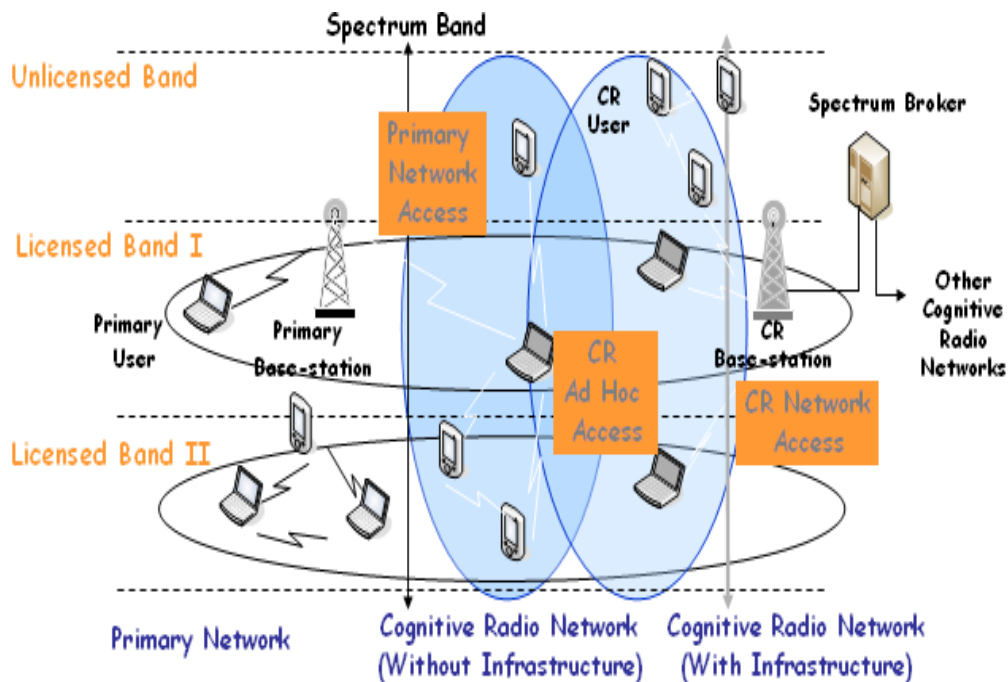 Spectrum Band
Unlicensed Band
CR
User
Spectrum Broker
Primary
Network
Access
Licensed Band I
Primary
User
Primary
Base-station
CR
Base-station
Other
Cognitive
Radio
Networks
CR
Ad Hoc
Access
CR Network
Access
Licensed Band II
Primary Network
Cognitive Radio Network
(Without Infrastructure)
Cognitive Radio Network
(With Infrastructure)